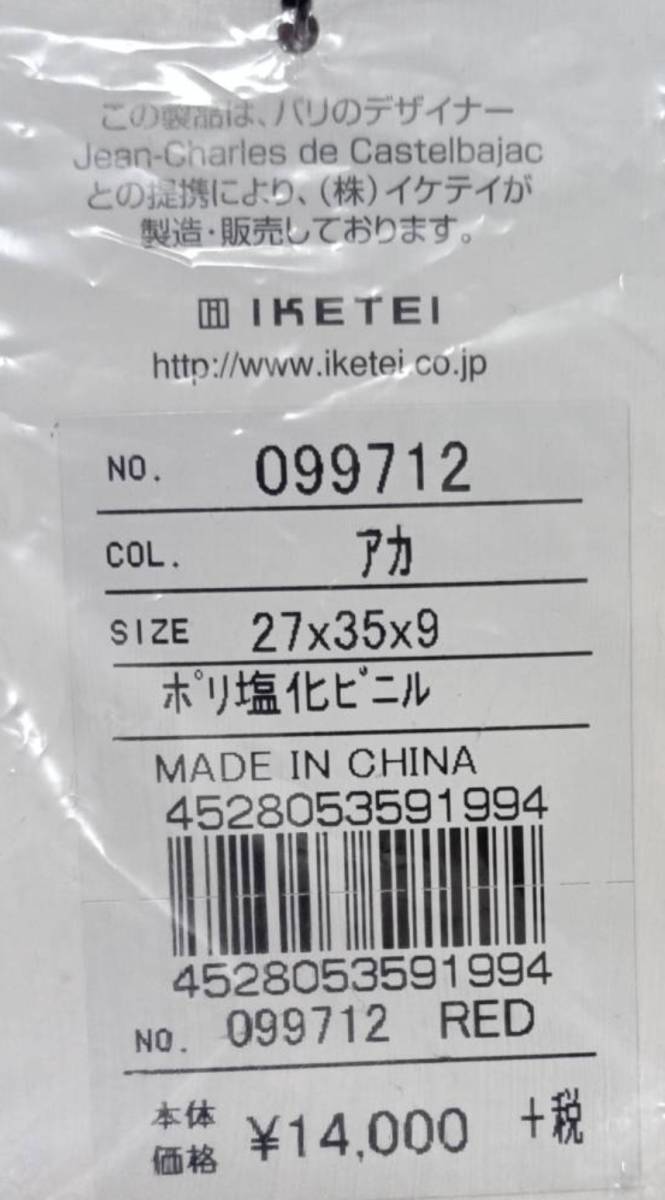 この製品は、パリのデザイナー
Jean-Charles de Castelbajac
との提携により、(株)イケテイが
製造・販売しております。
IKETEI
http://www.iketei.co.jp
NO. 099712
COL. アカ
SIZE 27x35x9
ポリ塩化ビニル
MADE IN CHINA
4528053591994
4528053591994
NO. 099712 RED
本体価格 ¥14,000 +税